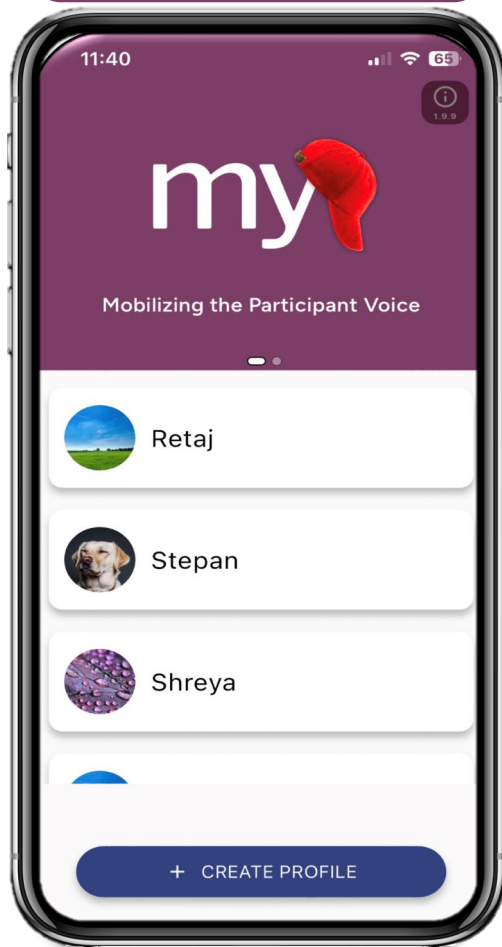 11:40
65
1.9.9
my
Mobilizing the Participant Voice
Retaj
Stepan
Shreya
+ CREATE PROFILE